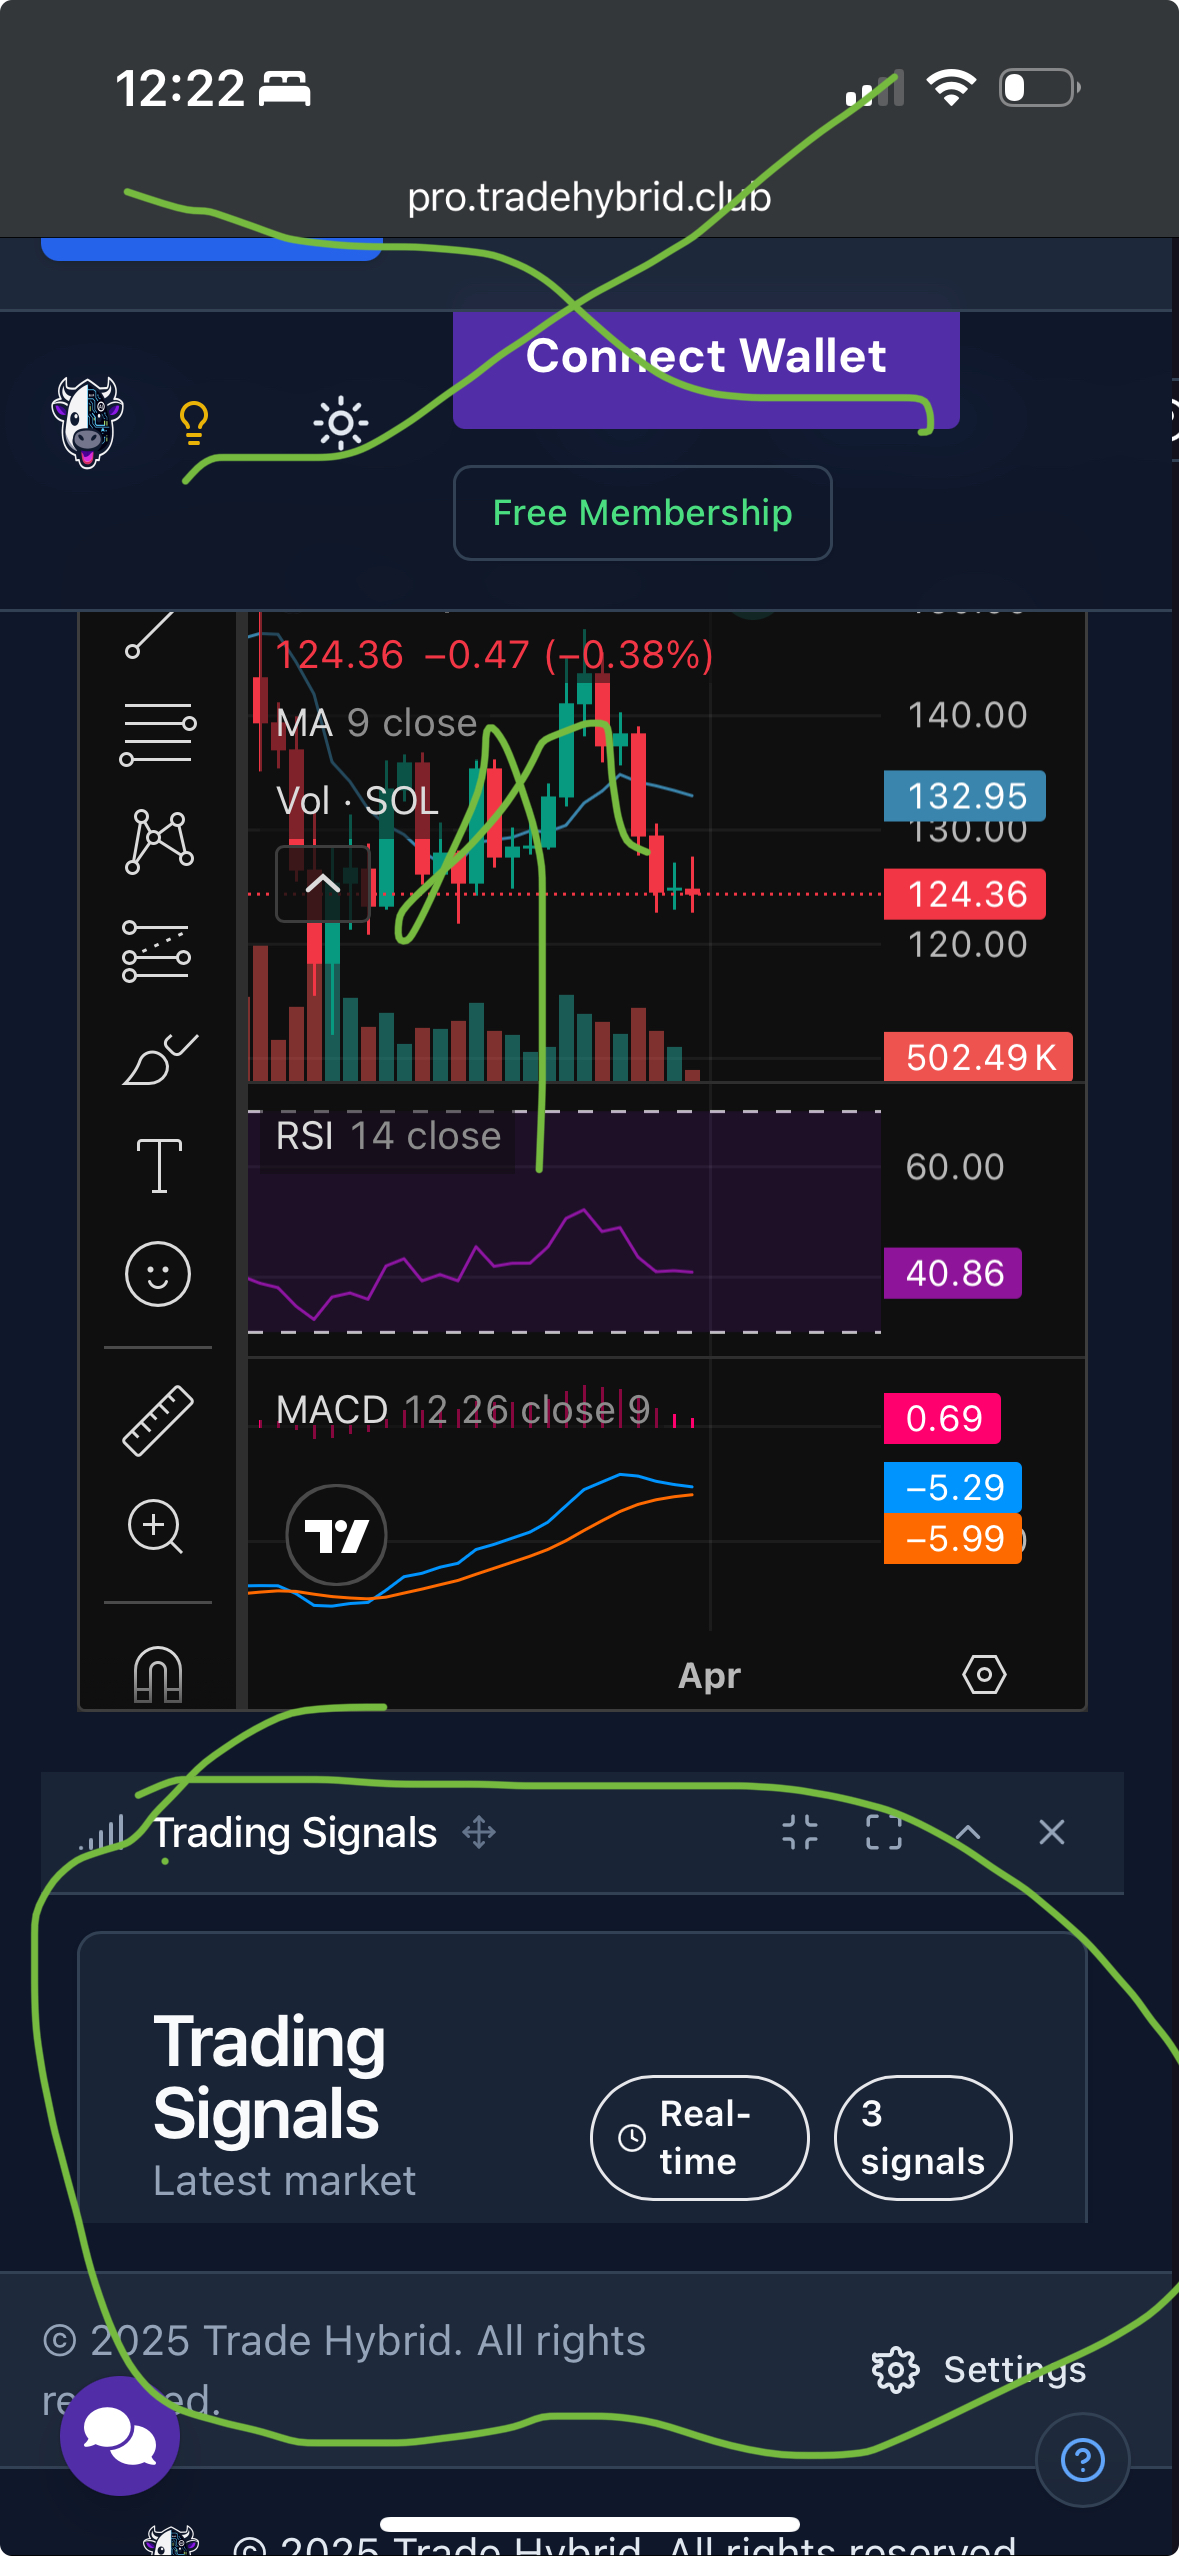 12:22
pro.tradehybrid.club
Connect Wallet
Free Membership
124.36 −0.47 (−0.38%)
MA 9 close
140.00
Vol · SOL
132.95
130.00
124.36
120.00
502.49 K
RSI 14 close
60.00
40.86
MACD 12 26 close 9
0.69
−5.29
−5.99
Apr
Trading Signals
Trading
Signals
Latest market
Real-
time
3
signals
© 2025 Trade Hybrid. All rights
Settings
© 2025 Trade Hybrid. All rights reserved